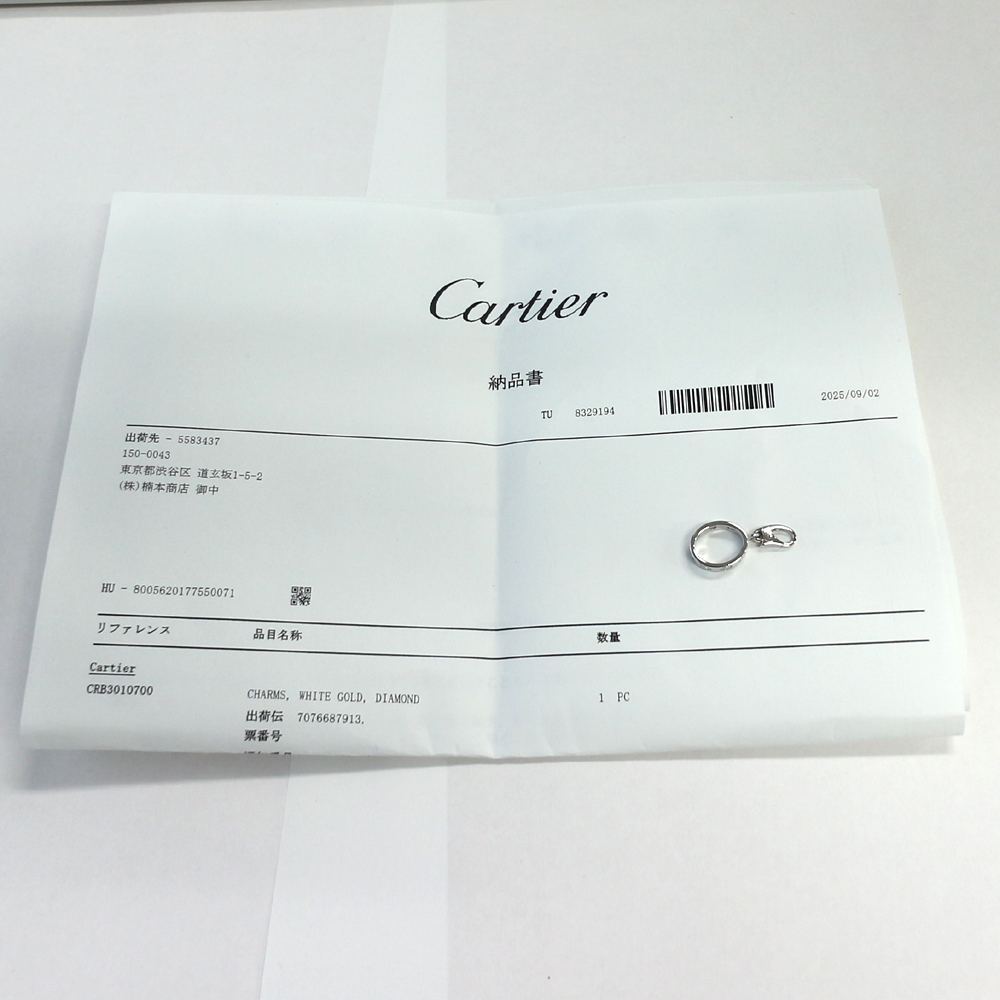 Cartier
納品書
TU 8329194 2025/09/02
出荷先 - 5583437
150-0043
東京都渋谷区 道玄坂1-5-2
(株)楠本商店 御中
HU - 8005620177550071
リファレンス 品目名称 数量
Cartier
CRB3010700 CHARMS, WHITE GOLD, DIAMOND 1 PC
出荷伝 7076687913.
票番号